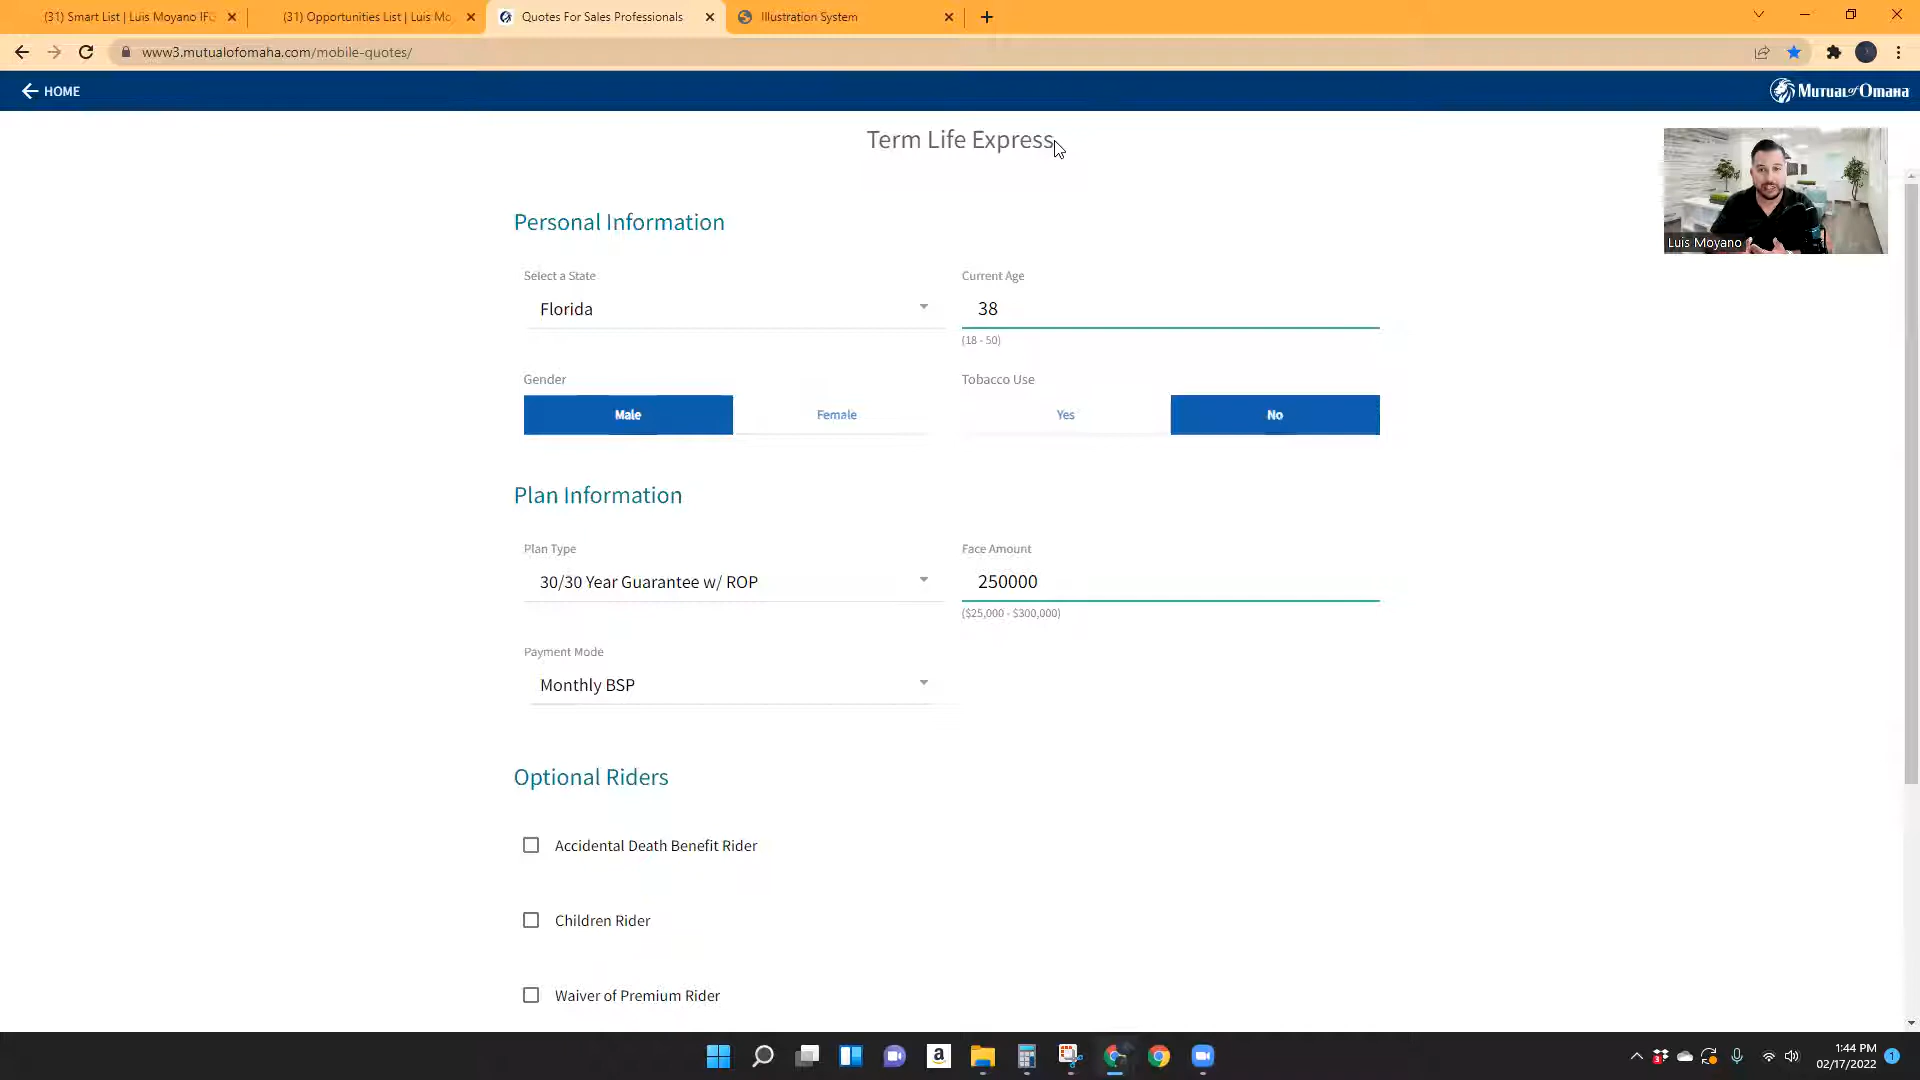 (31) Smart List | Luis Moyano IF
(31) Opportunities List | Luis Mo
Quotes For Sales Professionals
Illustration System
www3.mutualofomaha.com/mobile-quotes/
HOME
Mutual of Omaha
Term Life Express
Luis Moyano
Personal Information
Select a State
Current Age
Florida
38
(18 - 50)
Gender
Tobacco Use
Male
Female
Yes
No
Plan Information
Plan Type
Face Amount
30/30 Year Guarantee w/ ROP
250000
($25,000 - $300,000)
Payment Mode
Monthly BSP
Optional Riders
Accidental Death Benefit Rider
Children Rider
Waiver of Premium Rider
1:44 PM
02/17/2022
1